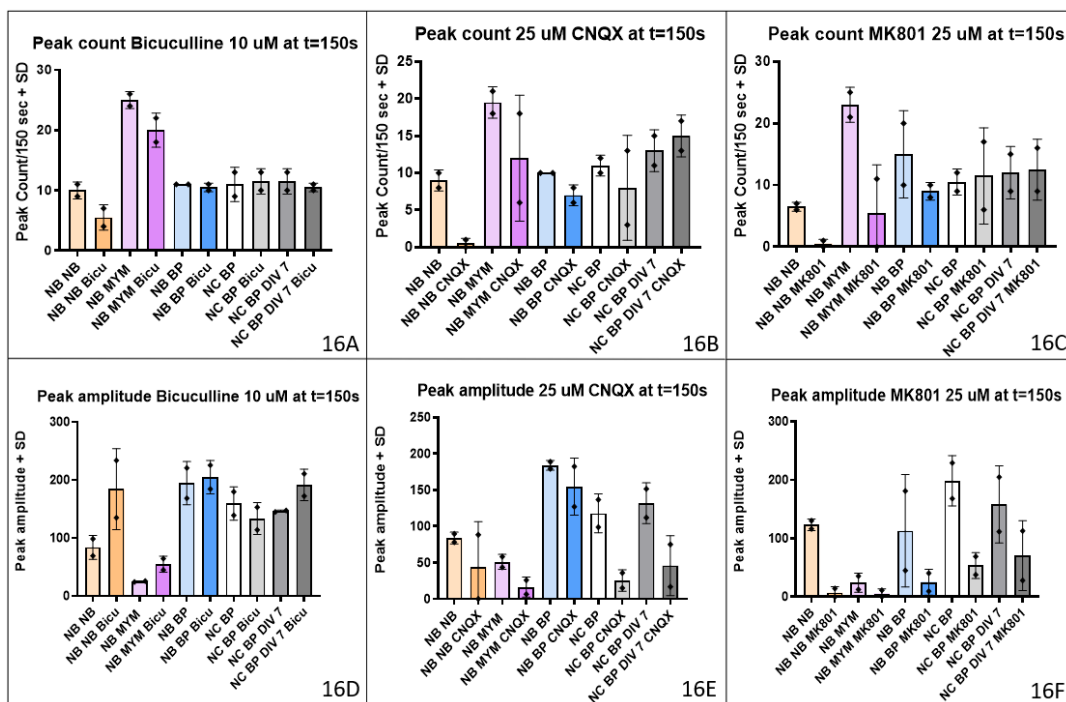 Peak count Bicuculline 10 uM at t=150s
Peak Count/150 sec + SD
30
20
10
0
NB NB
NB NB Bicu
NB MYM
NB MYM Bicu
NB BP
NB BP Bicu
NC BP
NC BP Bicu
NC BP DIV 7
NC BP DIV 7 Bicu
16A
Peak count 25 uM CNQX at t=150s
Peak Count/150 sec + SD
25
20
15
10
5
0
NB NB
NB NB CNQX
NB MYM
NB MYM CNQX
NB BP
NB BP CNQX
NC BP
NC BP CNQX
NC BP DIV 7
NC BP DIV 7 CNQX
16B
Peak count MK801 25 uM at t=150s
Peak Count/150 sec + SD
30
20
10
0
NB NB
NB NB MK801
NB MYM
NB MYM MK801
NB BP
NB BP MK801
NC BP
NC BP MK801
NC BP DIV 7
NC BP DIV 7 MK801
16C
Peak amplitude Bicuculline 10 uM at t=150s
Peak amplitude + SD
300
200
100
0
NB NB
NB NB Bicu
NB MYM
NB MYM Bicu
NB BP
NB BP Bicu
NC BP
NC BP Bicu
NC BP DIV 7
NC BP DIV 7 Bicu
16D
Peak amplitude 25 uM CNQX at t=150s
Peak amplitude + SD
250
200
150
100
50
0
NB NB
NB NB CNQX
NB MYM
NB MYM CNQX
NB BP
NB BP CNQX
NC BP
NC BP CNQX
NC BP DIV 7
NC BP DIV 7 CNQX
16E
Peak amplitude MK801 25 uM at t=150s
Peak amplitude + SD
300
200
100
0
NB NB
NB NB MK801
NB MYM
NB MYM MK801
NB BP
NB BP MK801
NC BP
NC BP MK801
NC BP DIV 7
NC BP DIV 7 MK801
16F